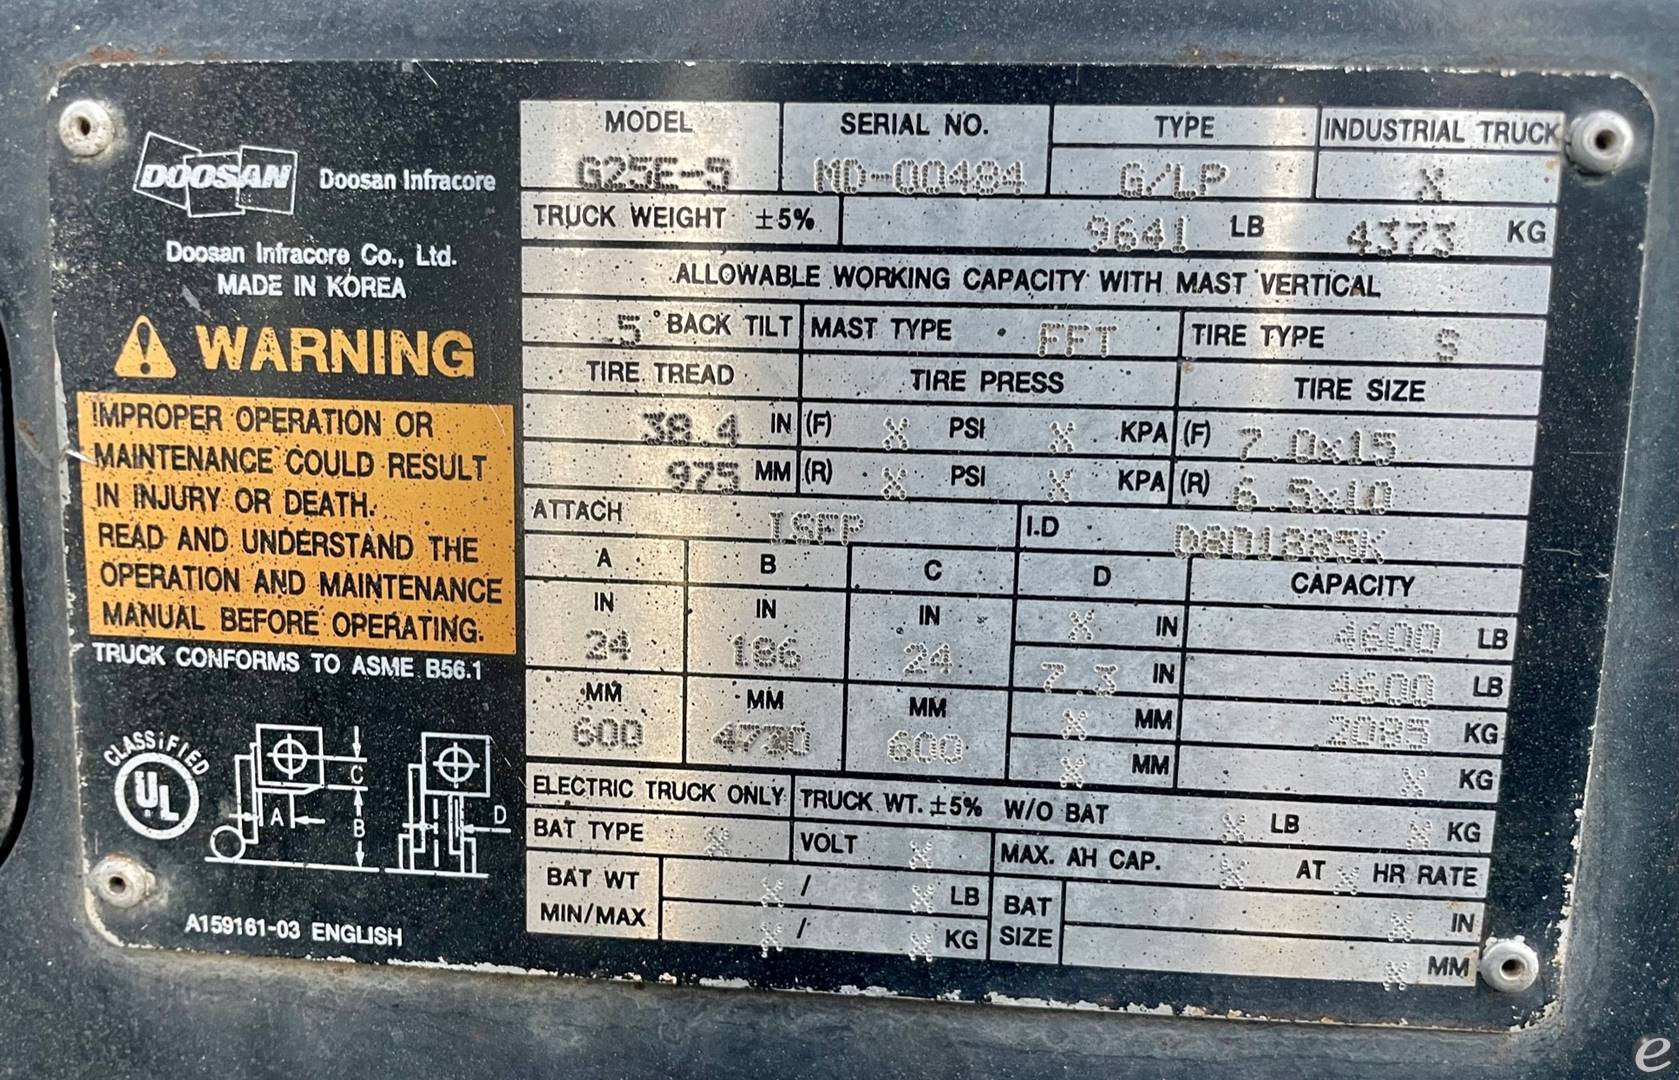 DOOSAN Doosan Infracore
Doosan Infracore Co., Ltd.
MADE IN KOREA
WARNING
IMPROPER OPERATION OR
MAINTENANCE COULD RESULT
IN INJURY OR DEATH.
READ AND UNDERSTAND THE
OPERATION AND MAINTENANCE
MANUAL BEFORE OPERATING.
TRUCK CONFORMS TO ASME B56.1
CLASSIFIED
UL
C
A
B
D
A159161-03 ENGLISH
MODEL SERIAL NO. TYPE INDUSTRIAL TRUCK
G25E-5 MD-00484 G/LP X
TRUCK WEIGHT ±5% 9641 LB 4373 KG
ALLOWABLE WORKING CAPACITY WITH MAST VERTICAL
5 ° BACK TILT MAST TYPE FFT TIRE TYPE S
TIRE TREAD TIRE PRESS TIRE SIZE
38.4 IN (F) X PSI X KPA (F) 7.0x15
975 MM (R) X PSI X KPA (R) 6.5x10
ATTACH ISFP I.D
A B C D CAPACITY
IN IN IN X IN 4600 LB
24 186 24 7.3 IN 4600 LB
MM MM MM X MM 2085 KG
600 4730 600 X MM X KG
ELECTRIC TRUCK ONLY TRUCK WT. ±5% W/O BAT X LB X KG
BAT TYPE X VOLT X MAX. AH CAP. X AT X HR RATE
BAT WT X / X LB BAT X IN
MIN/MAX X / X KG SIZE X MM
e